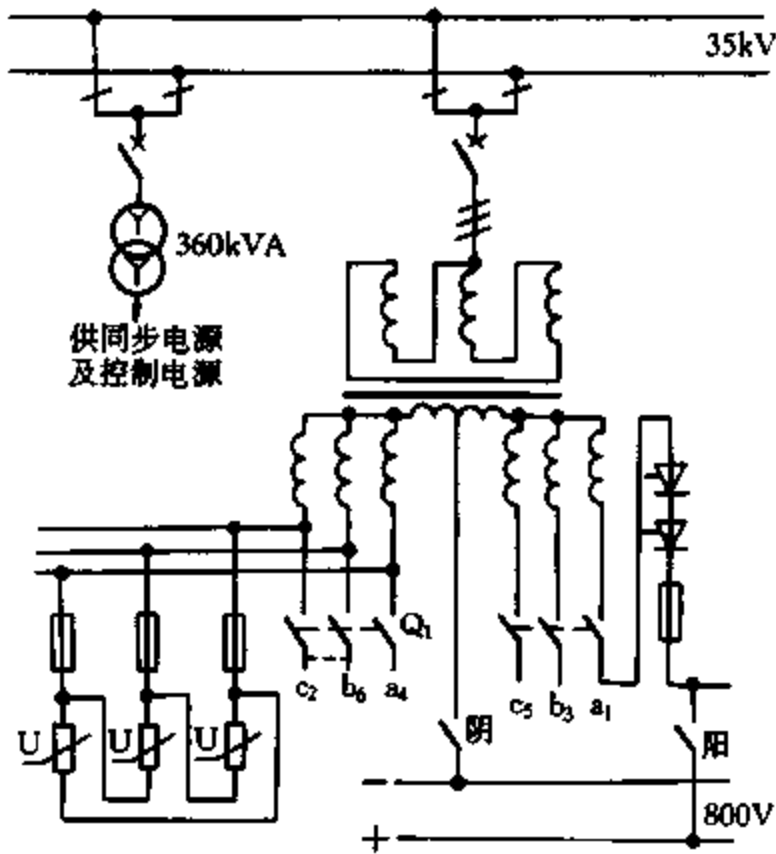 35kV
360kVA
供同步电源
及控制电源
Q₁
c₂ b₆ a₄
c₅ b₃ a₁
U U U
阴
阳
−
800V
+